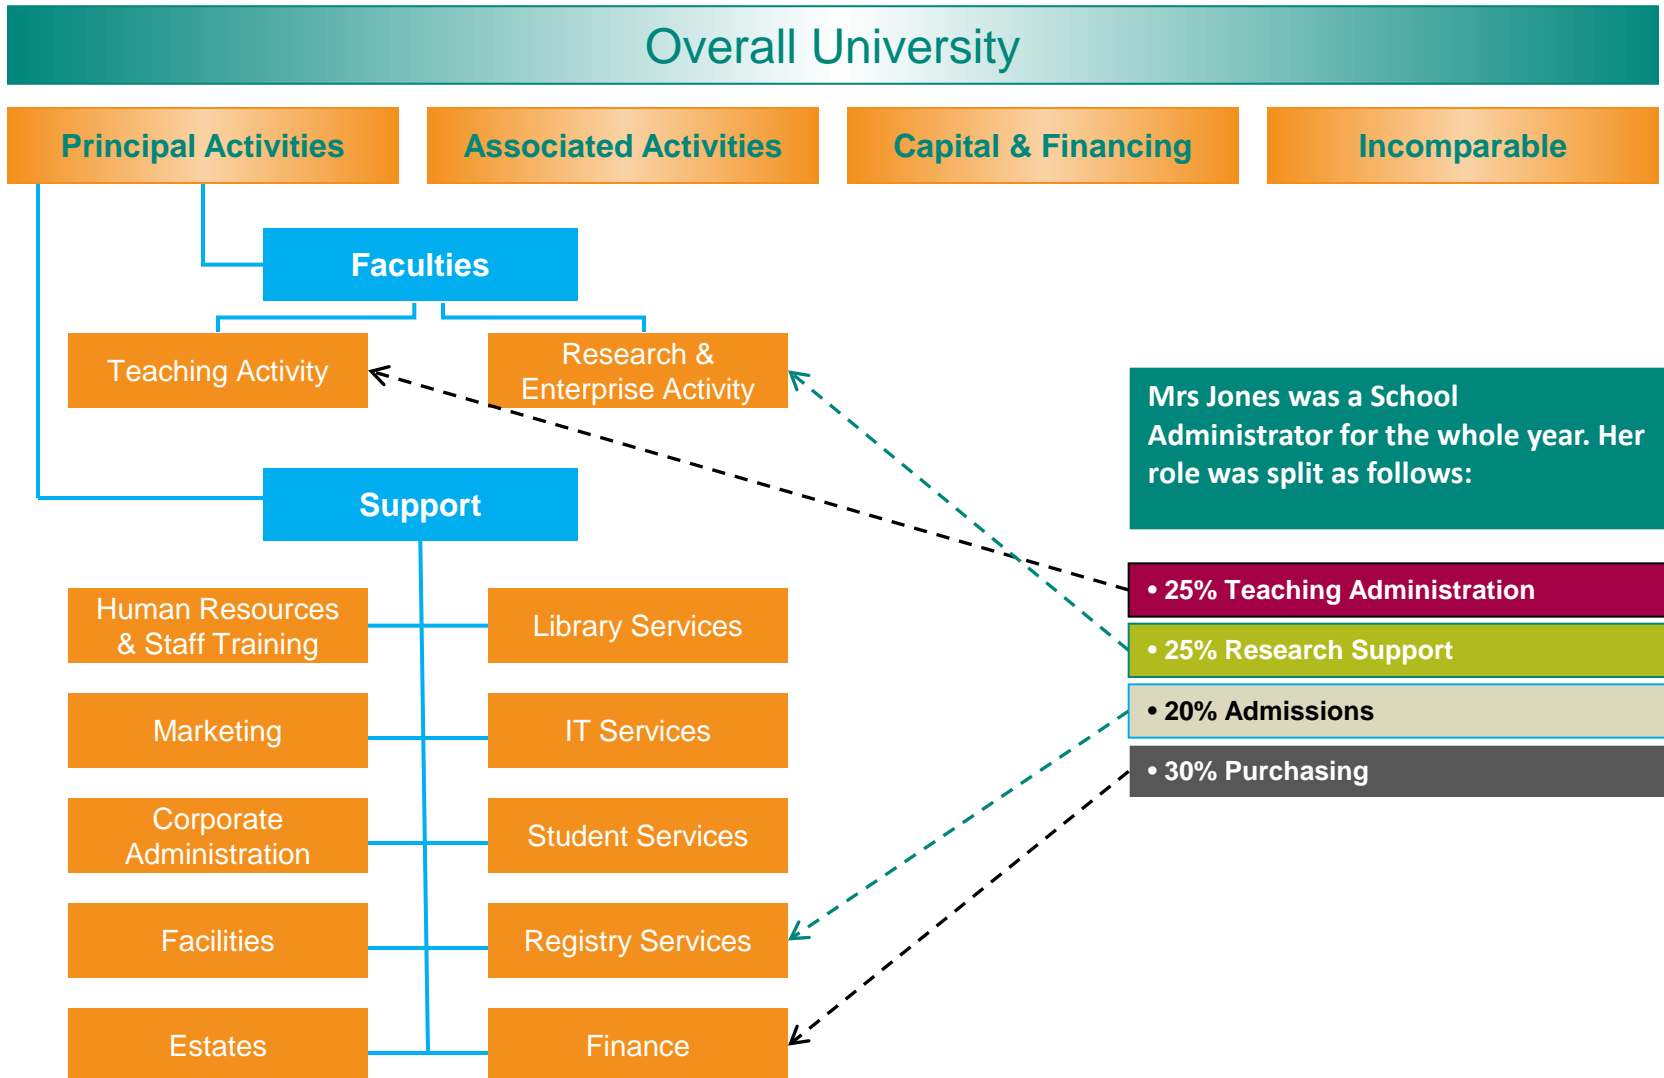 Overall University
Principal Activities
Associated Activities
Capital & Financing
Incomparable
Faculties
Teaching Activity
Research &
Enterprise Activity
Mrs Jones was a School
Administrator for the whole year. Her
role was split as follows:
Support
• 25% Teaching Administration
• 25% Research Support
• 20% Admissions
• 30% Purchasing
Human Resources
& Staff Training
Library Services
Marketing
IT Services
Corporate
Administration
Student Services
Facilities
Registry Services
Estates
Finance